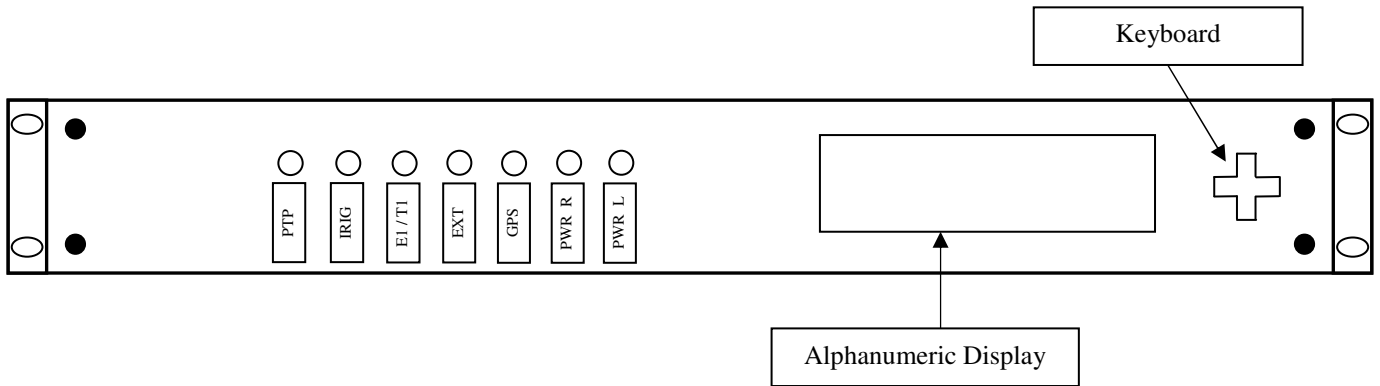 Keyboard
PTP
IRIG
E1 / T1
EXT
GPS
PWR R
PWR L
Alphanumeric Display